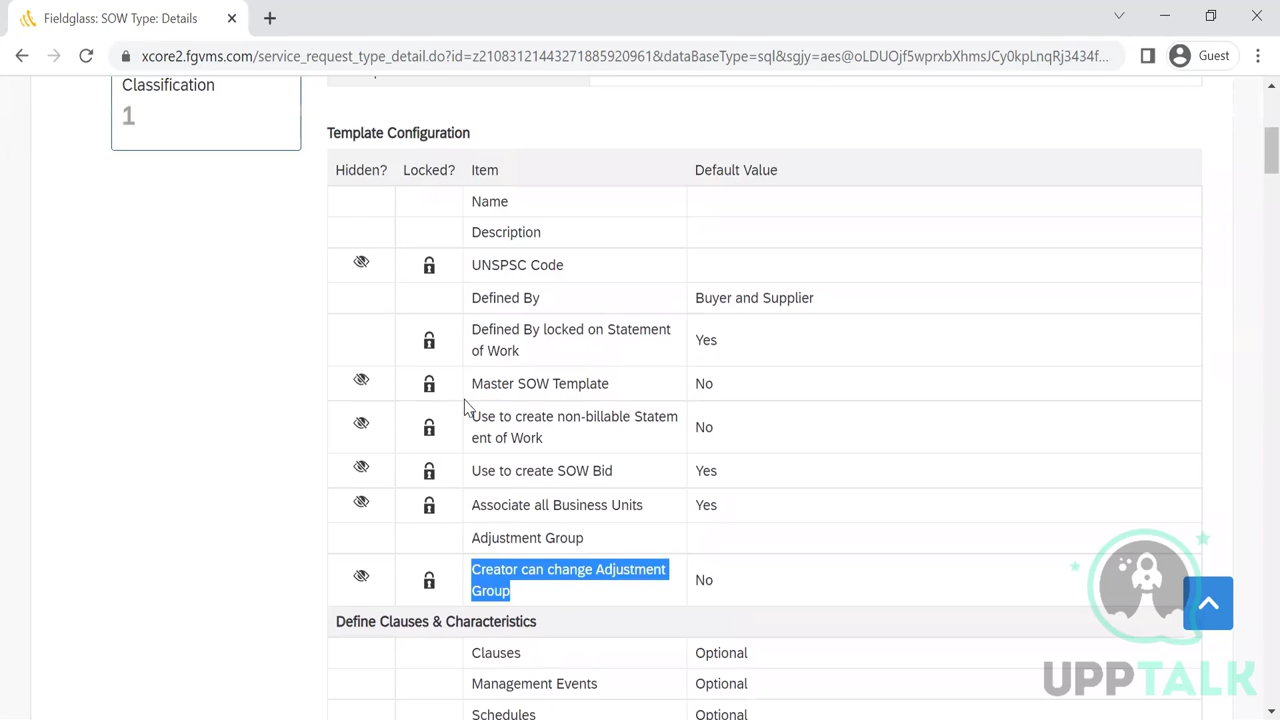 Fieldglass: SOW Type: Details
xcore2.fgvms.com/service_request_type_detail.do?id=z21083121443271885920961&dataBaseType=sql&sgjy=aes@oLDUOjf5wprxbXhmsJCy0kpLnqRj3434f...
Guest
Classification
1
Template Configuration
Hidden? Locked? Item Default Value
Name
Description
UNSPSC Code
Defined By Buyer and Supplier
Defined By locked on Statement
of Work
Yes
Master SOW Template No
Use to create non-billable Statem
ent of Work
No
Use to create SOW Bid Yes
Associate all Business Units Yes
Adjustment Group
Creator can change Adjustment
Group
No
Define Clauses & Characteristics
Clauses Optional
Management Events Optional
Schedules Optional
UPPTALK